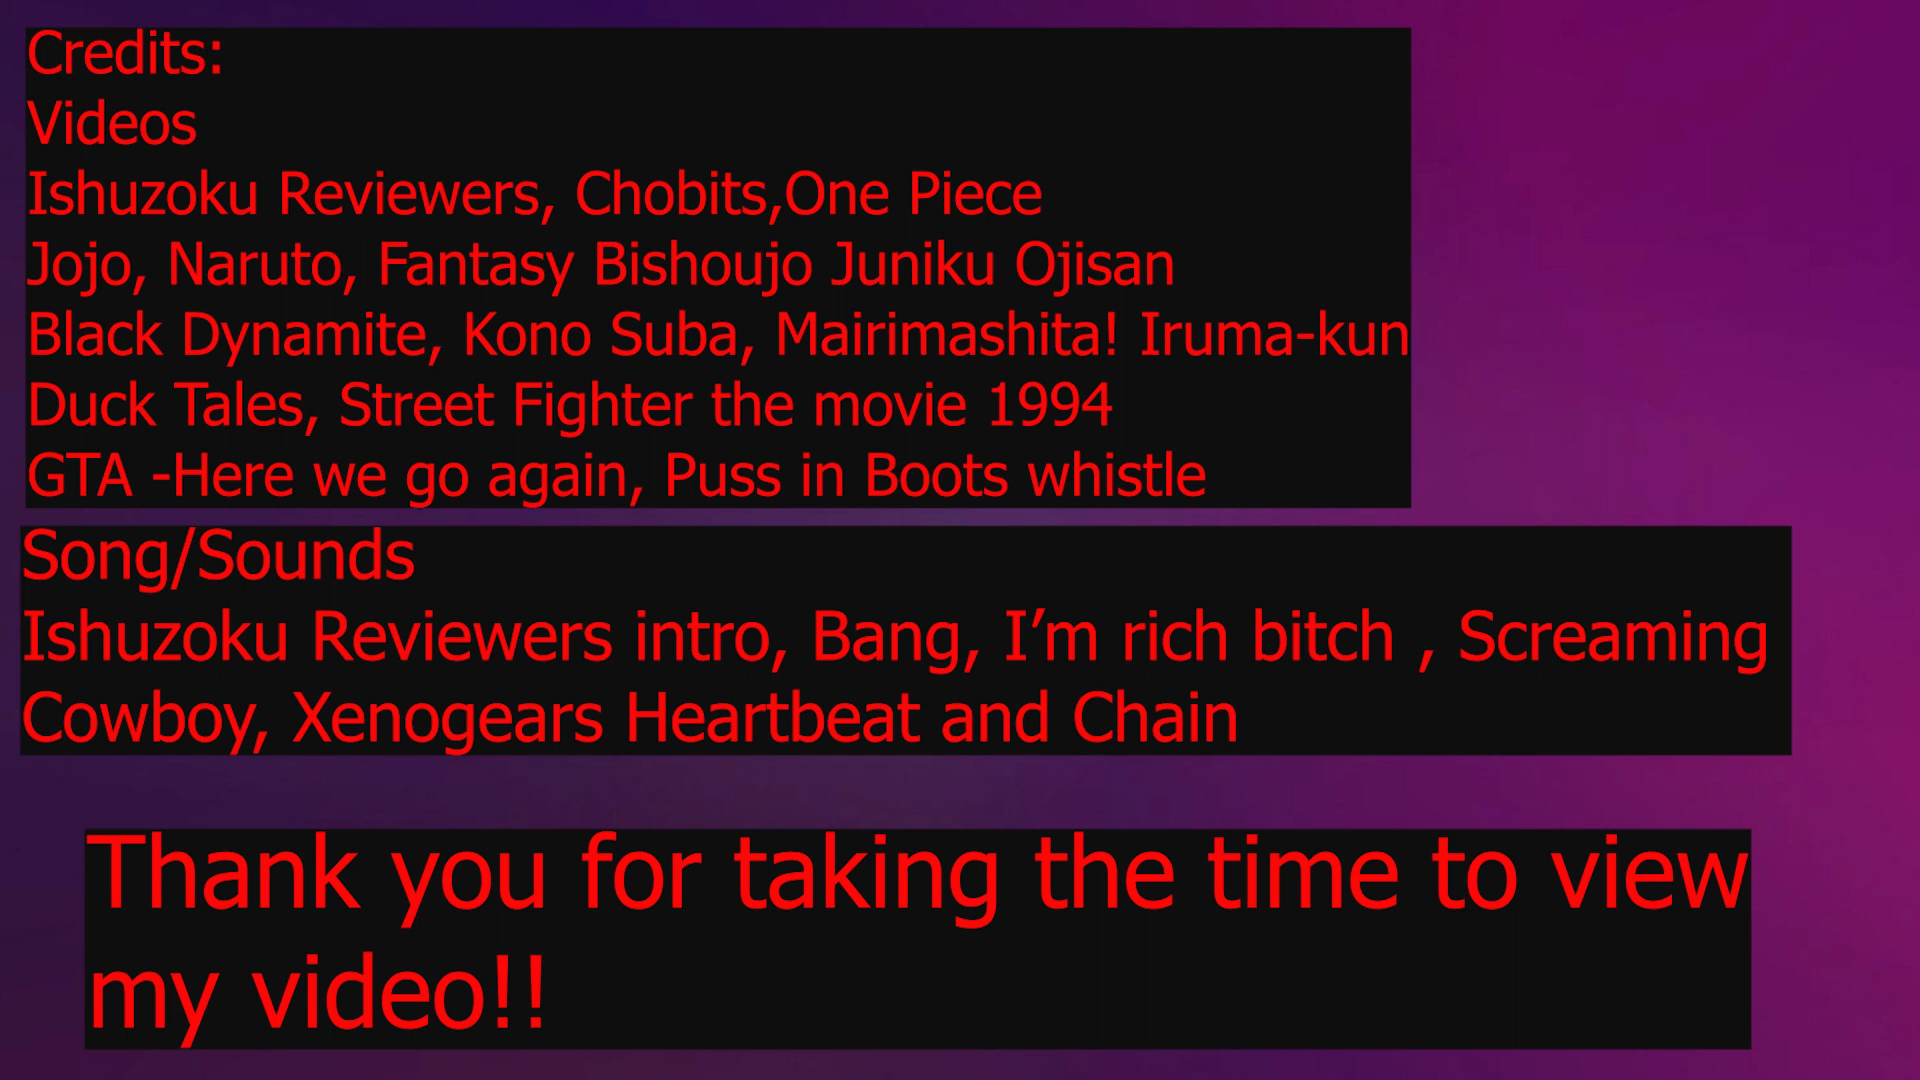 Credits:
Videos
Ishuzoku Reviewers, Chobits,One Piece
Jojo, Naruto, Fantasy Bishoujo Juniku Ojisan
Black Dynamite, Kono Suba, Mairimashita! Iruma-kun
Duck Tales, Street Fighter the movie 1994
GTA -Here we go again, Puss in Boots whistle
Song/Sounds
Ishuzoku Reviewers intro, Bang, I’m rich bitch , Screaming
Cowboy, Xenogears Heartbeat and Chain
Thank you for taking the time to view
my video!!